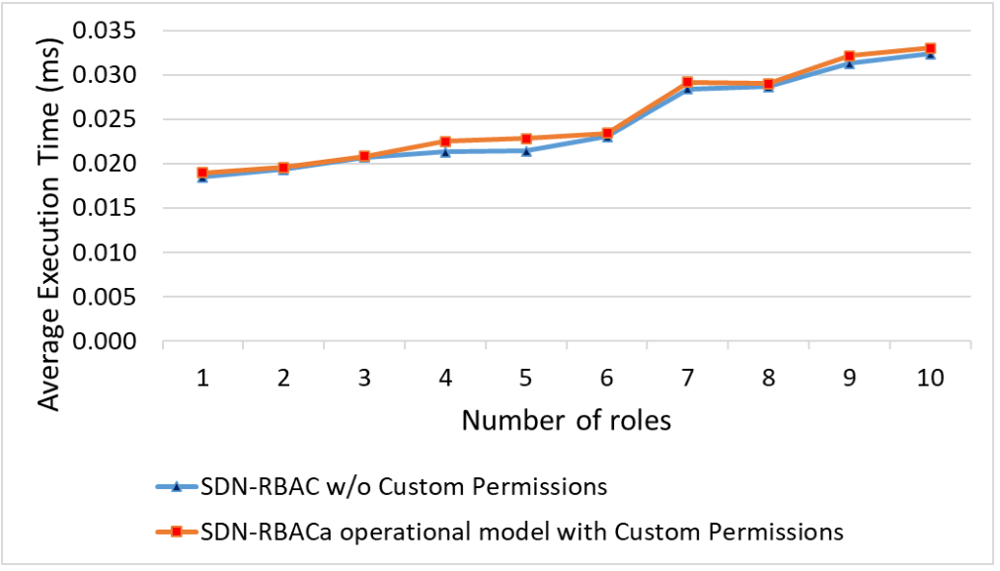 Average Execution Time (ms)
0.035
0.030
0.025
0.020
0.015
0.010
0.005
0.000
1 2 3 4 5 6 7 8 9 10
Number of roles
SDN-RBAC w/o Custom Permissions
SDN-RBACa operational model with Custom Permissions